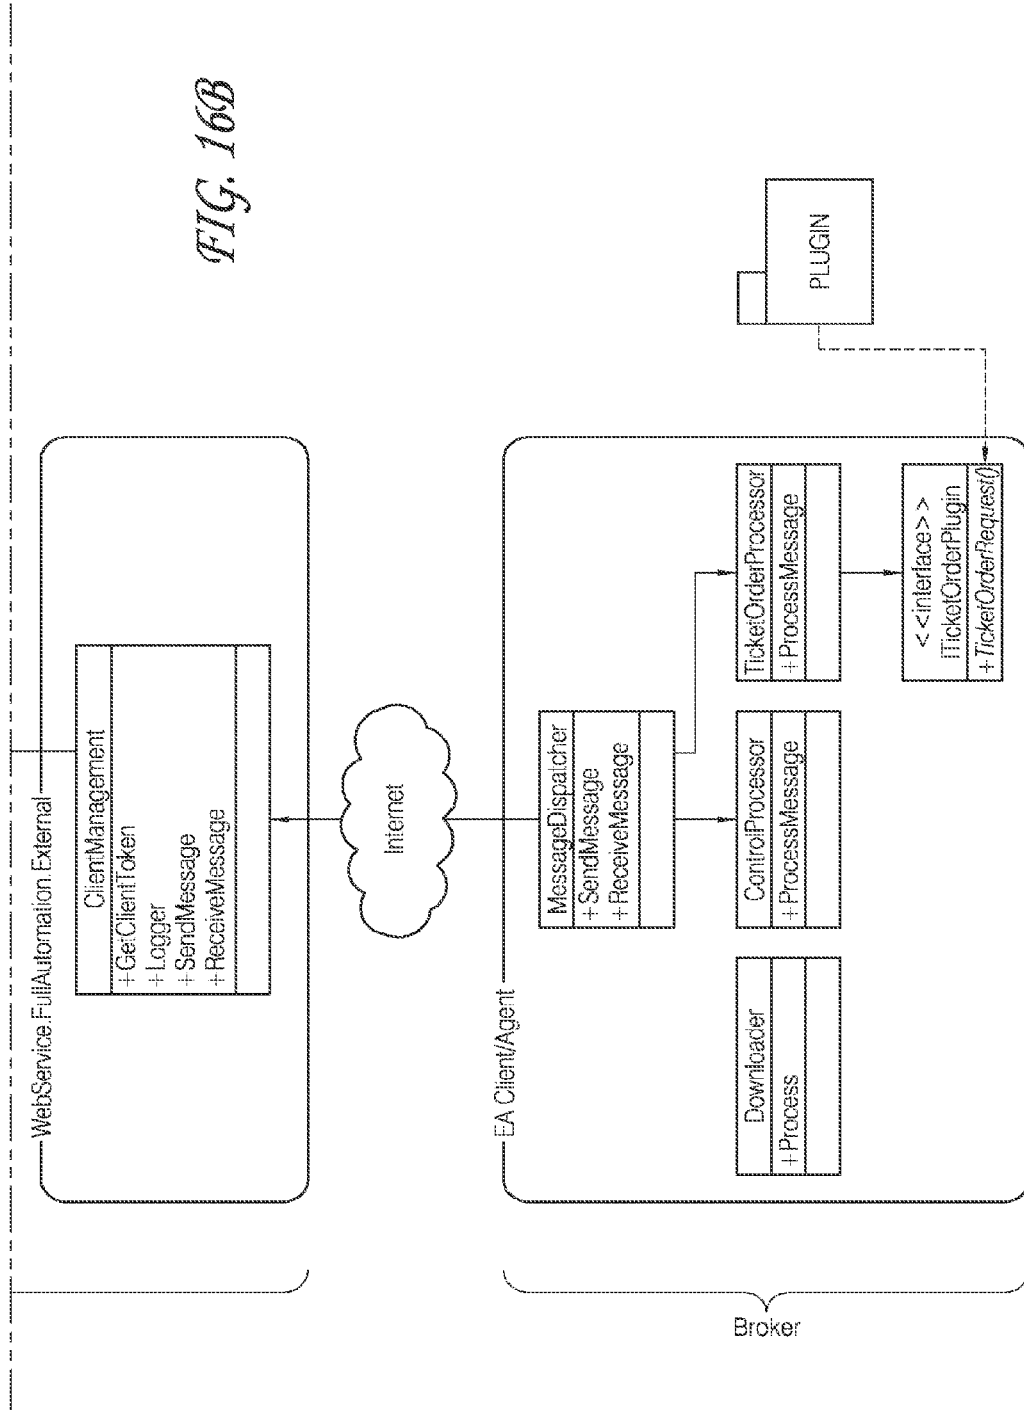 FIG. 16B
WebService.FullAutomation.External
ClientManagement
+GetClientToken
+Logger
+SendMessage
+ReceiveMessage
Internet
EA Client/Agent
MessageDispatcher
+SendMessage
+ReceiveMessage
Downloader
+Process
ControlProcessor
+ProcessMessage
TicketOrderProcessor
+ProcessMessage
<<interface>>
ITicketOrderPlugin
+TicketOrderRequest()
PLUGIN
Broker